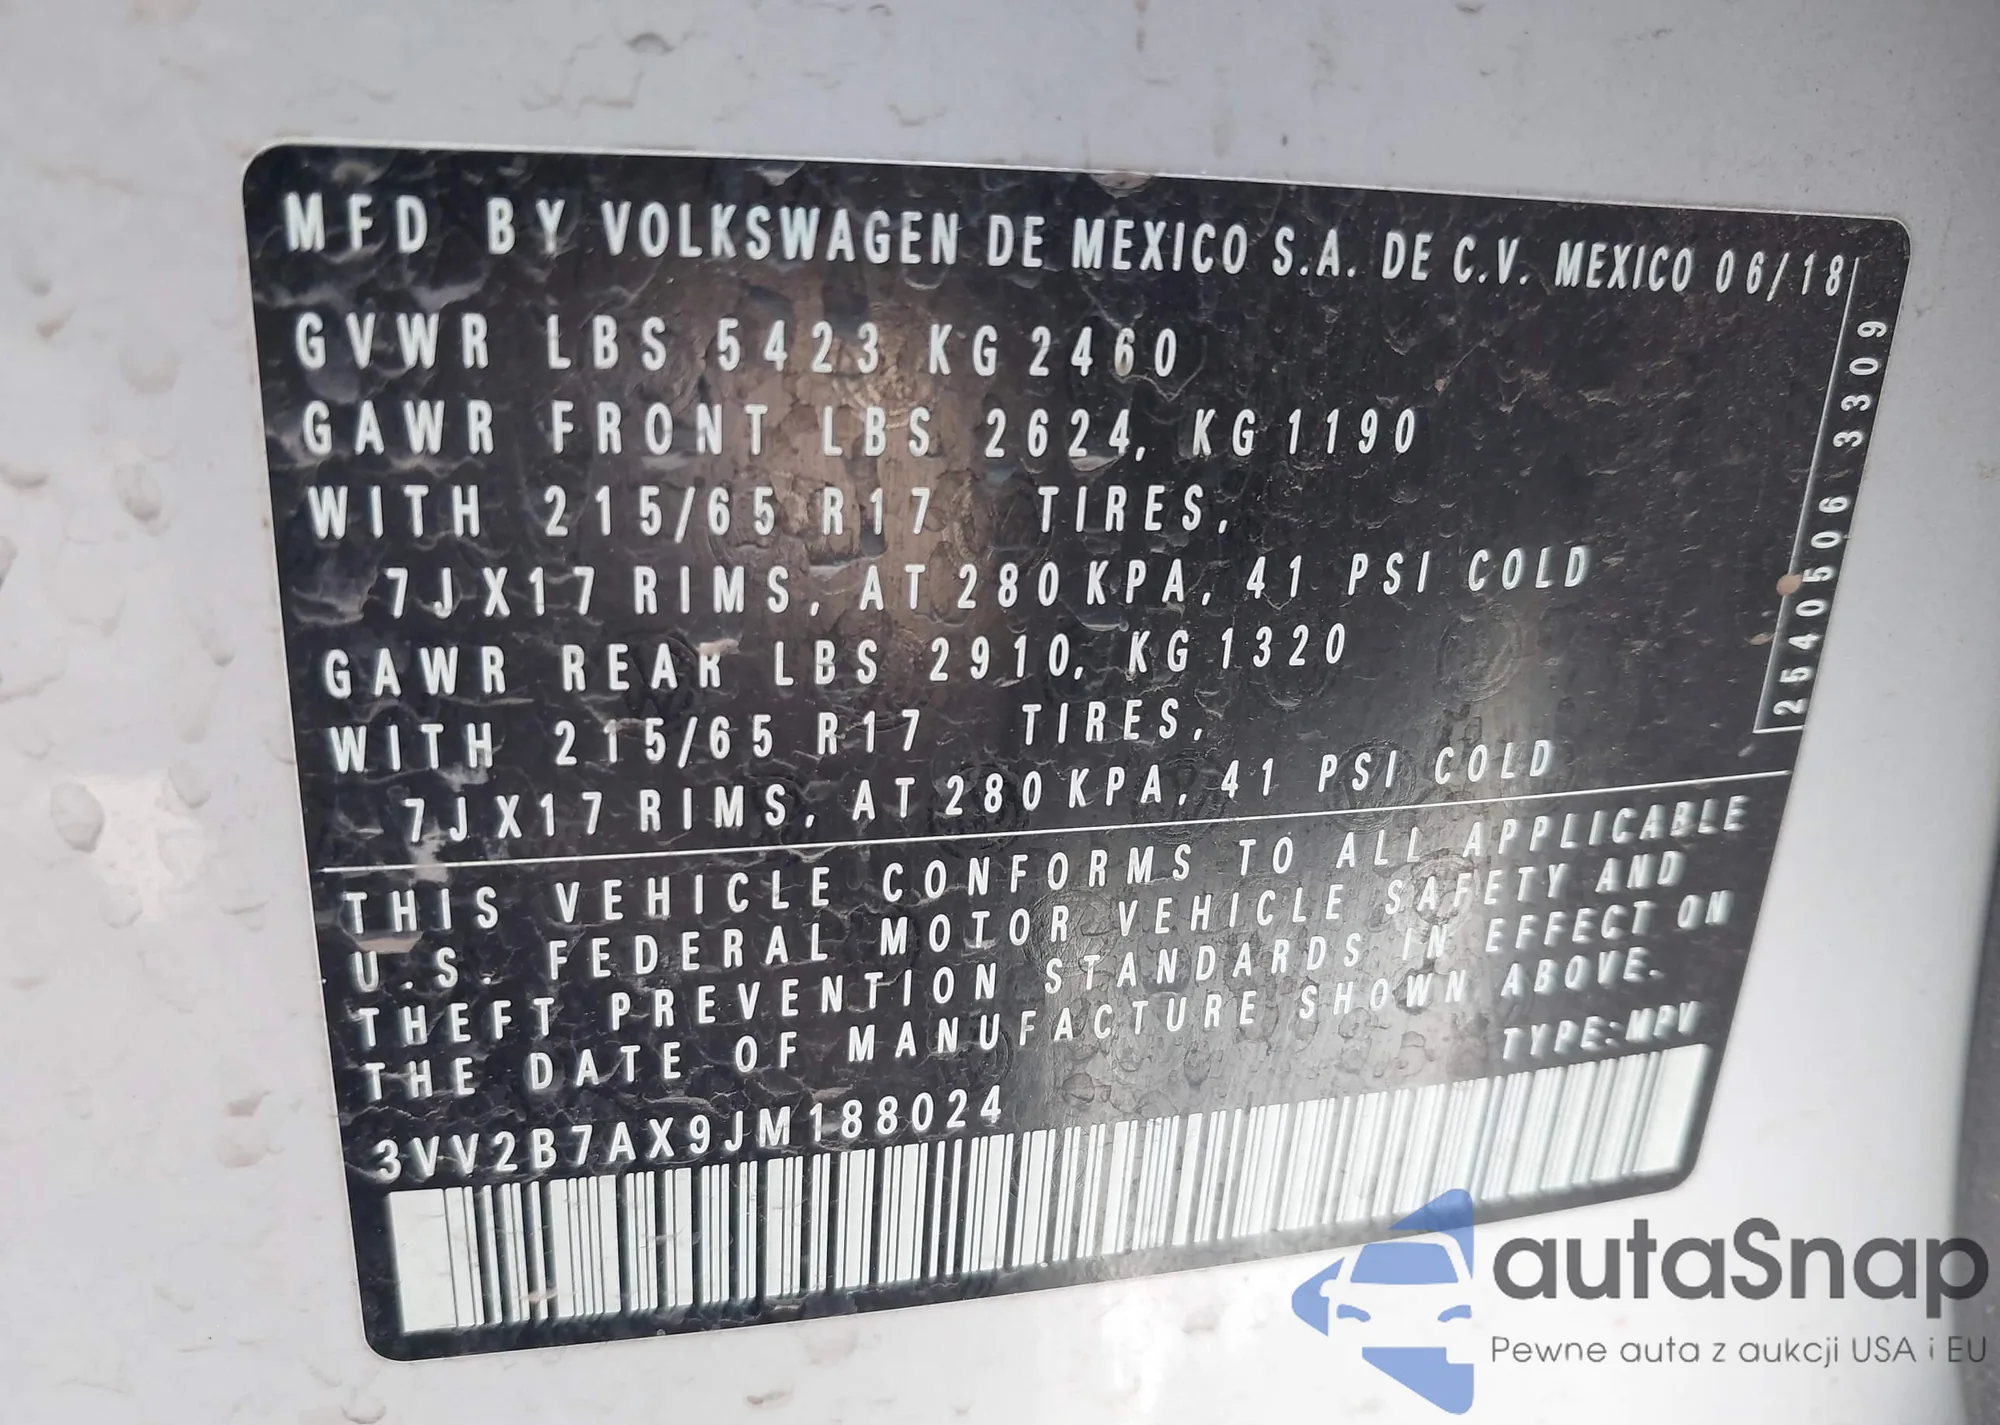 MFD BY VOLKSWAGEN DE MEXICO S.A. DE C.V. MEXICO 06/18
GVWR LBS 5423 KG 2460
GAWR FRONT LBS 2624, KG 1190
WITH 215/65 R17 TIRES,
7JX17 RIMS, AT 280 KPA, 41 PSI COLD
GAWR REAR LBS 2910, KG 1320
WITH 215/65 R17 TIRES,
7JX17 RIMS, AT 280 KPA, 41 PSI COLD
2540506 3309
THIS VEHICLE CONFORMS TO ALL APPLICABLE
U.S. FEDERAL MOTOR VEHICLE SAFETY AND
THEFT PREVENTION STANDARDS IN EFFECT ON
THE DATE OF MANUFACTURE SHOWN ABOVE.
TYPE:MPV
3VV2B7AX9JM188024
autaSnap
Pewne auta z aukcji USA i EU